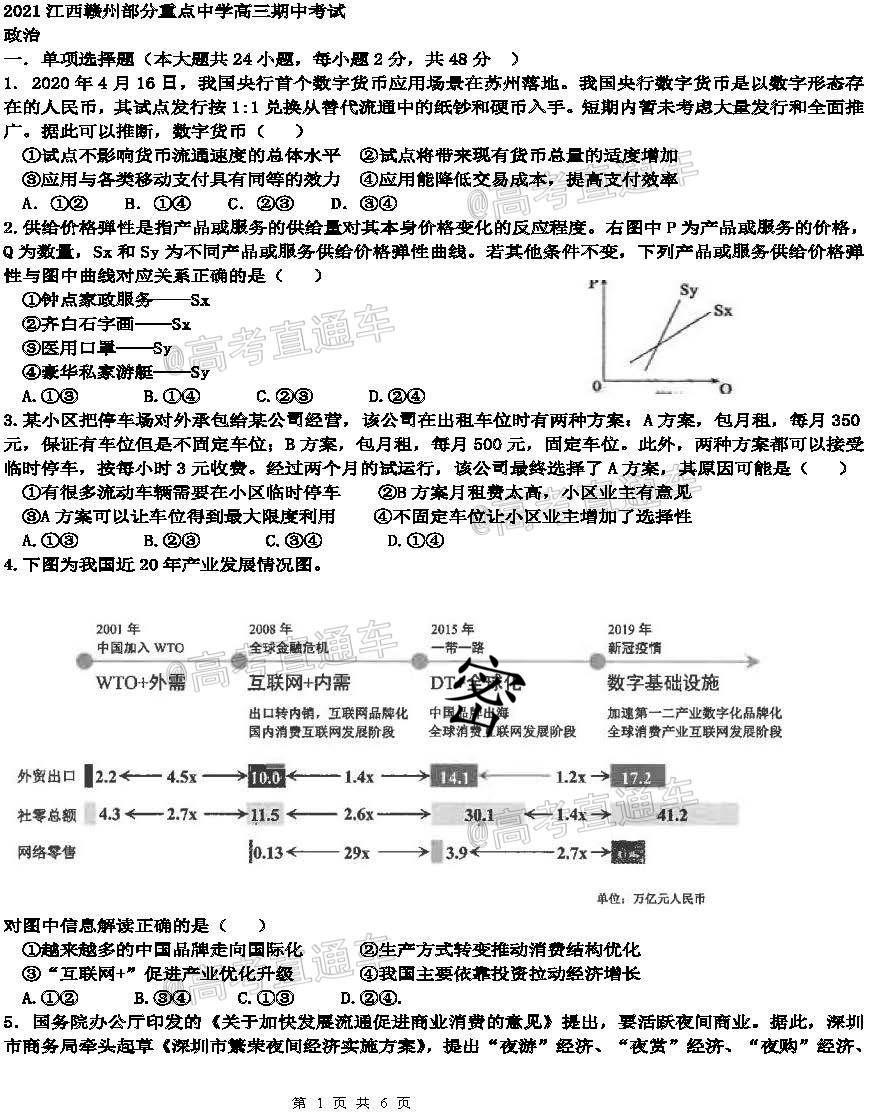 2021江西赣州部分重点中学高三期中考试
政治
一．单项选择题（本大题共 24 小题，每小题 2 分，共 48 分 ）
1．2020 年 4 月 16 日，我国央行首个数字货币应用场景在苏州落地。我国央行数字货币是以数字形态存
在的人民币，其试点发行按 1:1 兑换从替代流通中的纸钞和硬币入手。短期内暂未考虑大量发行和全面推
广。据此可以推断，数字货币（ ）
①试点不影响货币流通速度的总体水平 ②试点将带来现有货币总量的适度增加
③应用与各类移动支付具有同等的效力 ④应用能降低交易成本，提高支付效率
A．①② B．①④ C．②③ D．③④
2.供给价格弹性是指产品或服务的供给量对其本身价格变化的反应程度。右图中 P 为产品或服务的价格，
Q 为数量，Sx 和 Sy 为不同产品或服务供给价格弹性曲线。若其他条件不变，下列产品或服务供给价格弹
性与图中曲线对应关系正确的是（ ）
①钟点家政服务——Sx
②齐白石字画——Sx
③医用口罩——Sy
④豪华私家游艇——Sy
A.①③ B.①④ C.②③ D.②④
P
Sy
Sx
0
Q
@高考直通车
3.某小区把停车场对外承包给某公司经营，该公司在出租车位时有两种方案：A 方案，包月租，每月 350
元，保证有车位但是不固定车位；B 方案，包月租，每月 500 元，固定车位。此外，两种方案都可以接受
临时停车，按每小时 3 元收费。经过两个月的试运行，该公司最终选择了 A 方案，其原因可能是（ ）
①有很多流动车辆需要在小区临时停车 ②B 方案月租费太高，小区业主有意见
③A 方案可以让车位得到最大限度利用 ④不固定车位让小区业主增加了选择性
A.①③ B.②③ C.③④ D.①④
4.下图为我国近 20 年产业发展情况图。
2001 年 2008 年 2015 年 2019 年
中国加入 WTO 全球金融危机 一带一路 新冠疫情
WTO+外需 互联网+内需 DT+全球化 数字基础设施
密
出口转内销，互联网品牌化 中国品牌出海 加速第一二产业数字化品牌化
国内消费互联网发展阶段 全球消费互联网发展阶段 全球消费产业互联网发展阶段
外贸出口 2.2 4.5x 10.0 1.4x 14.1 1.2x 17.2
社零总额 4.3 2.7x 11.5 2.6x 30.1 1.4x 41.2
网络零售 0.13 29x 3.9 2.7x
单位：万亿元人民币
对图中信息解读正确的是（ ）
①越来越多的中国品牌走向国际化 ②生产方式转变推动消费结构优化
③“互联网+”促进产业优化升级 ④我国主要依靠投资拉动经济增长
A.①② B.③④ C.①③ D.②④.
5．国务院办公厅印发的《关于加快发展流通促进商业消费的意见》提出，要活跃夜间商业。据此，深圳
市商务局牵头起草《深圳市繁荣夜间经济实施方案》，提出“夜游”经济、“夜赏”经济、“夜购”经济、
第 1 页 共 6 页